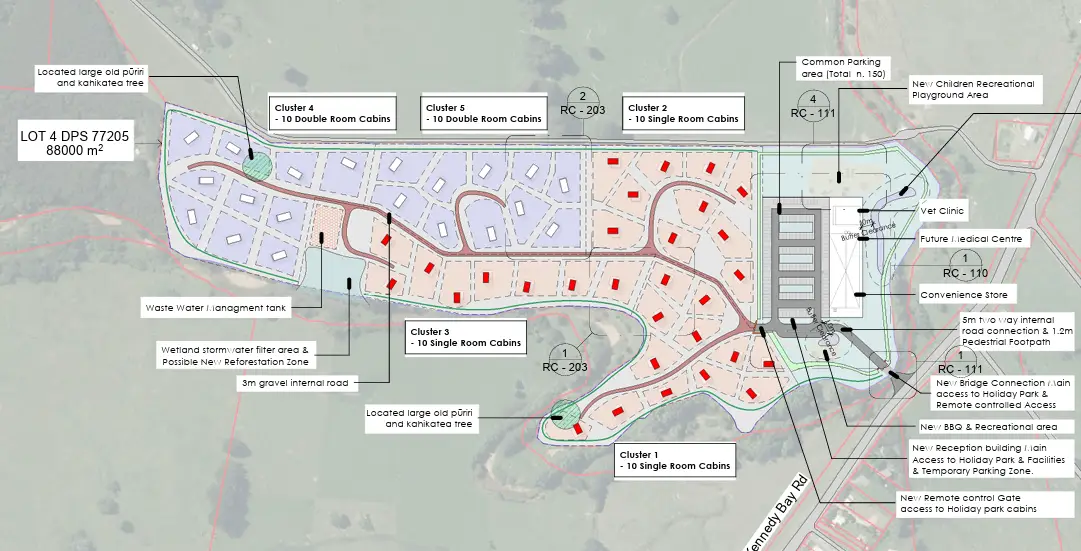 Located large old pūriri
and kahikatea tree
LOT 4 DPS 77205
88000 m²
Cluster 4
- 10 Double Room Cabins
Cluster 5
- 10 Double Room Cabins
2
RC - 203
Cluster 2
- 10 Single Room Cabins
Common Parking
area (Total n. 150)
4
RC - 111
New Children Recreational
Playground Area
Vet Clinic
10m
Buffer Clearance
Future Medical Centre
1
RC - 110
Convenience Store
5m two way internal
road connection & 1.2m
Pedestrial Footpath
Buffer Clearance
1
RC - 111
New Bridge Connection Main
access to Holiday Park &
Remote controlled Access
New BBQ & Recreational area
New Reception building Main
Access to Holiday Park & Facilities
& Temporary Parking Zone.
New Remote control Gate
access to Holiday park cabins
Waste Water Managment tank
Wetland stormwater filter area &
Possible New Reforestation Zone
3m gravel internal road
Cluster 3
- 10 Single Room Cabins
1
RC - 203
Located large old pūriri
and kahikatea tree
Cluster 1
- 10 Single Room Cabins
Kennedy Bay Rd